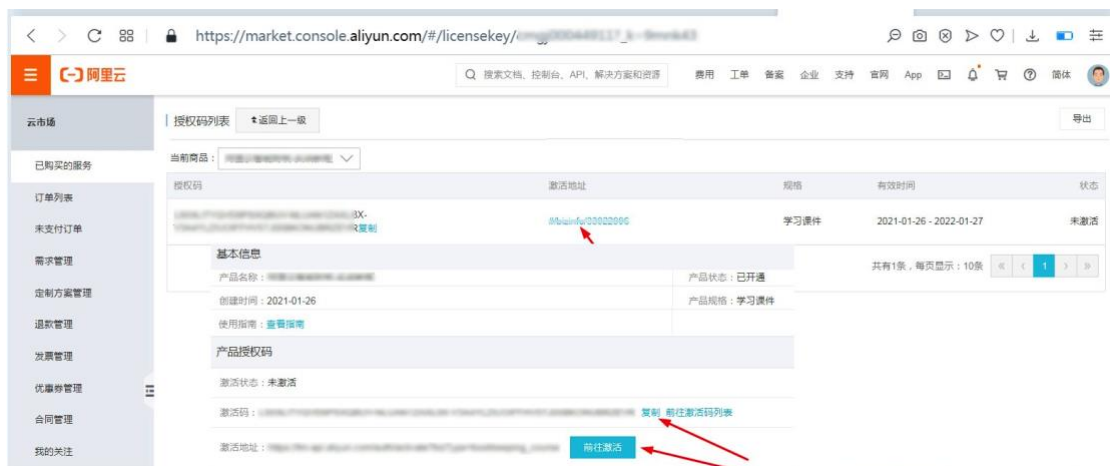 https://market.console.aliyun.com/#/licensekey/
阿里云
搜索文档、控制台、API、解决方案和资源
费用 工单 备案 企业 支持 官网 App 简体
云市场
授权码列表 返回上一级
导出
已购买的服务
当前商品：
订单列表
授权码 激活地址 规格 有效时间 状态
未支付订单
BX-
R复制
学习课件 2021-01-26 - 2022-01-27 未激活
需求管理
基本信息
共有1条，每页显示：10条 « ‹ 1 › »
产品名称：
产品状态：已开通
定制方案管理
创建时间：2021-01-26
产品规格：学习课件
退款管理
使用指南：查看指南
发票管理
产品授权码
优惠券管理
激活状态：未激活
合同管理
激活码：
复制 前往激活码列表
我的关注
激活地址：
前往激活